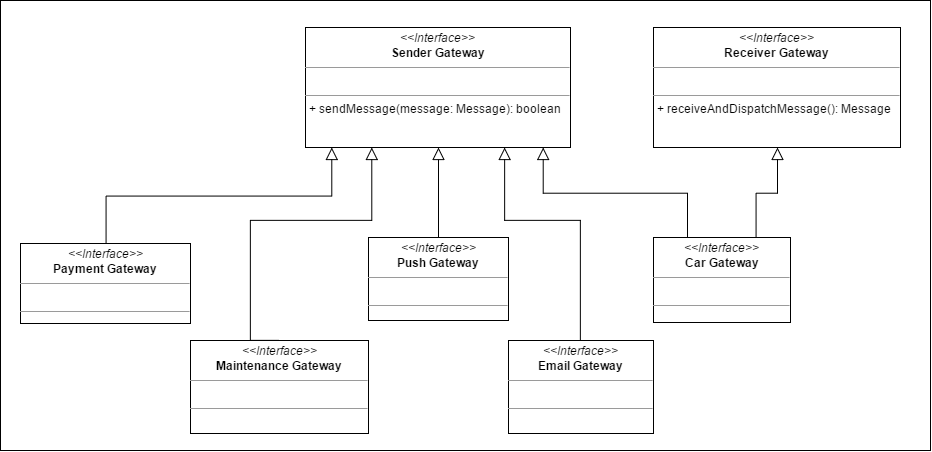 <<Interface>>
Sender Gateway
+ sendMessage(message: Message): boolean
<<Interface>>
Receiver Gateway
+ receiveAndDispatchMessage(): Message
<<Interface>>
Payment Gateway
<<Interface>>
Push Gateway
<<Interface>>
Car Gateway
<<Interface>>
Maintenance Gateway
<<Interface>>
Email Gateway